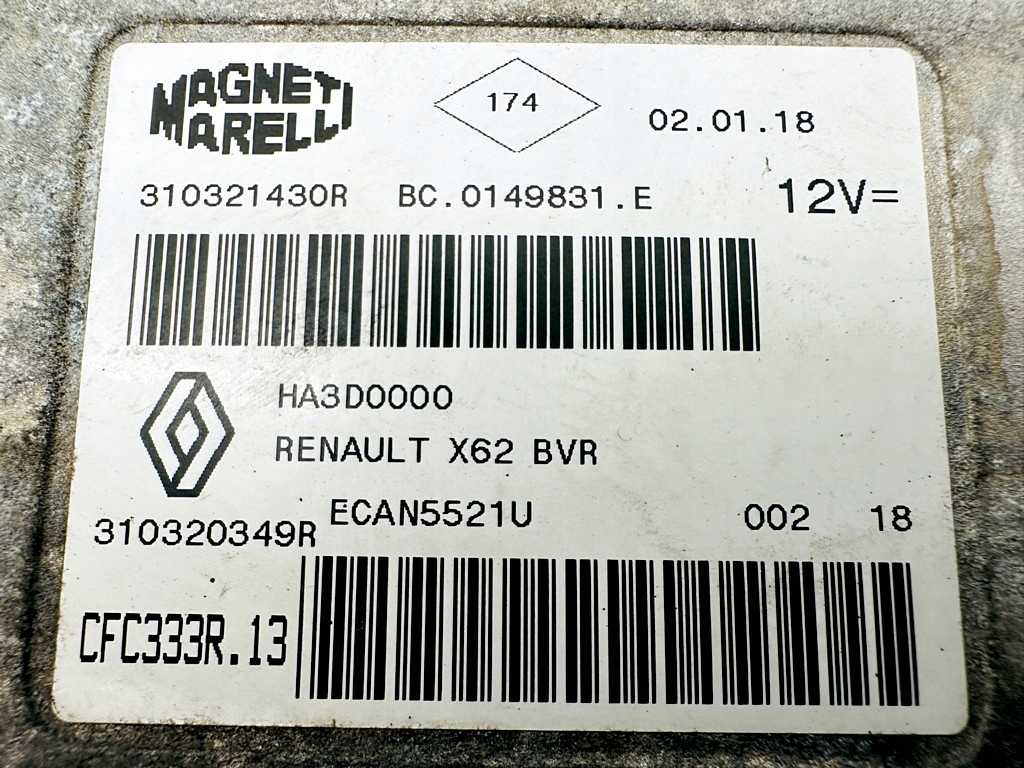 MAGNETI
MARELLI
174
02.01.18
310321430R BC.0149831.E 12V=
HA3D0000
RENAULT X62 BVR
ECAN5521U 002 18
310320349R
CFC333R.13